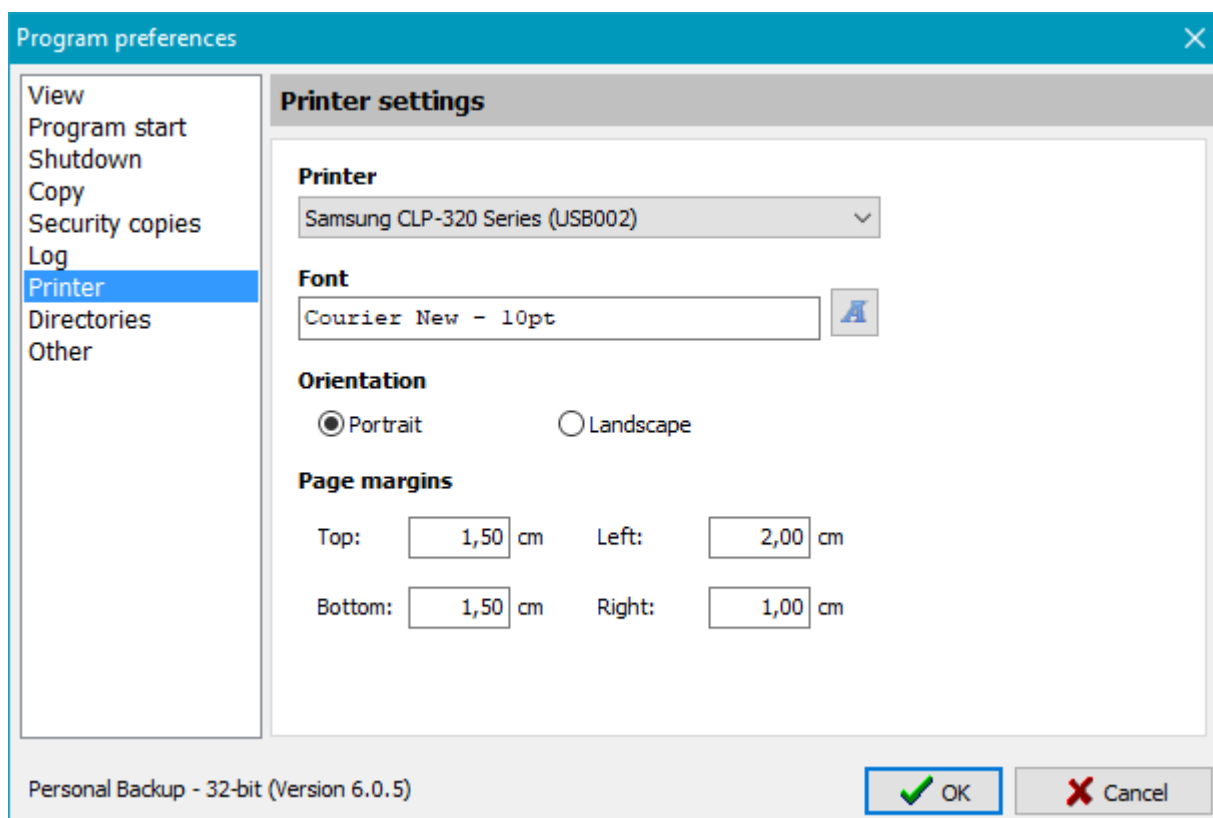 Program preferences
View
Program start
Shutdown
Copy
Security copies
Log
Printer
Directories
Other
Printer settings
Printer
Samsung CLP-320 Series (USB002)
Font
Courier New - 10pt
A
Orientation
Portrait Landscape
Page margins
Top: 1,50 cm Left: 2,00 cm
Bottom: 1,50 cm Right: 1,00 cm
Personal Backup - 32-bit (Version 6.0.5)
OK Cancel